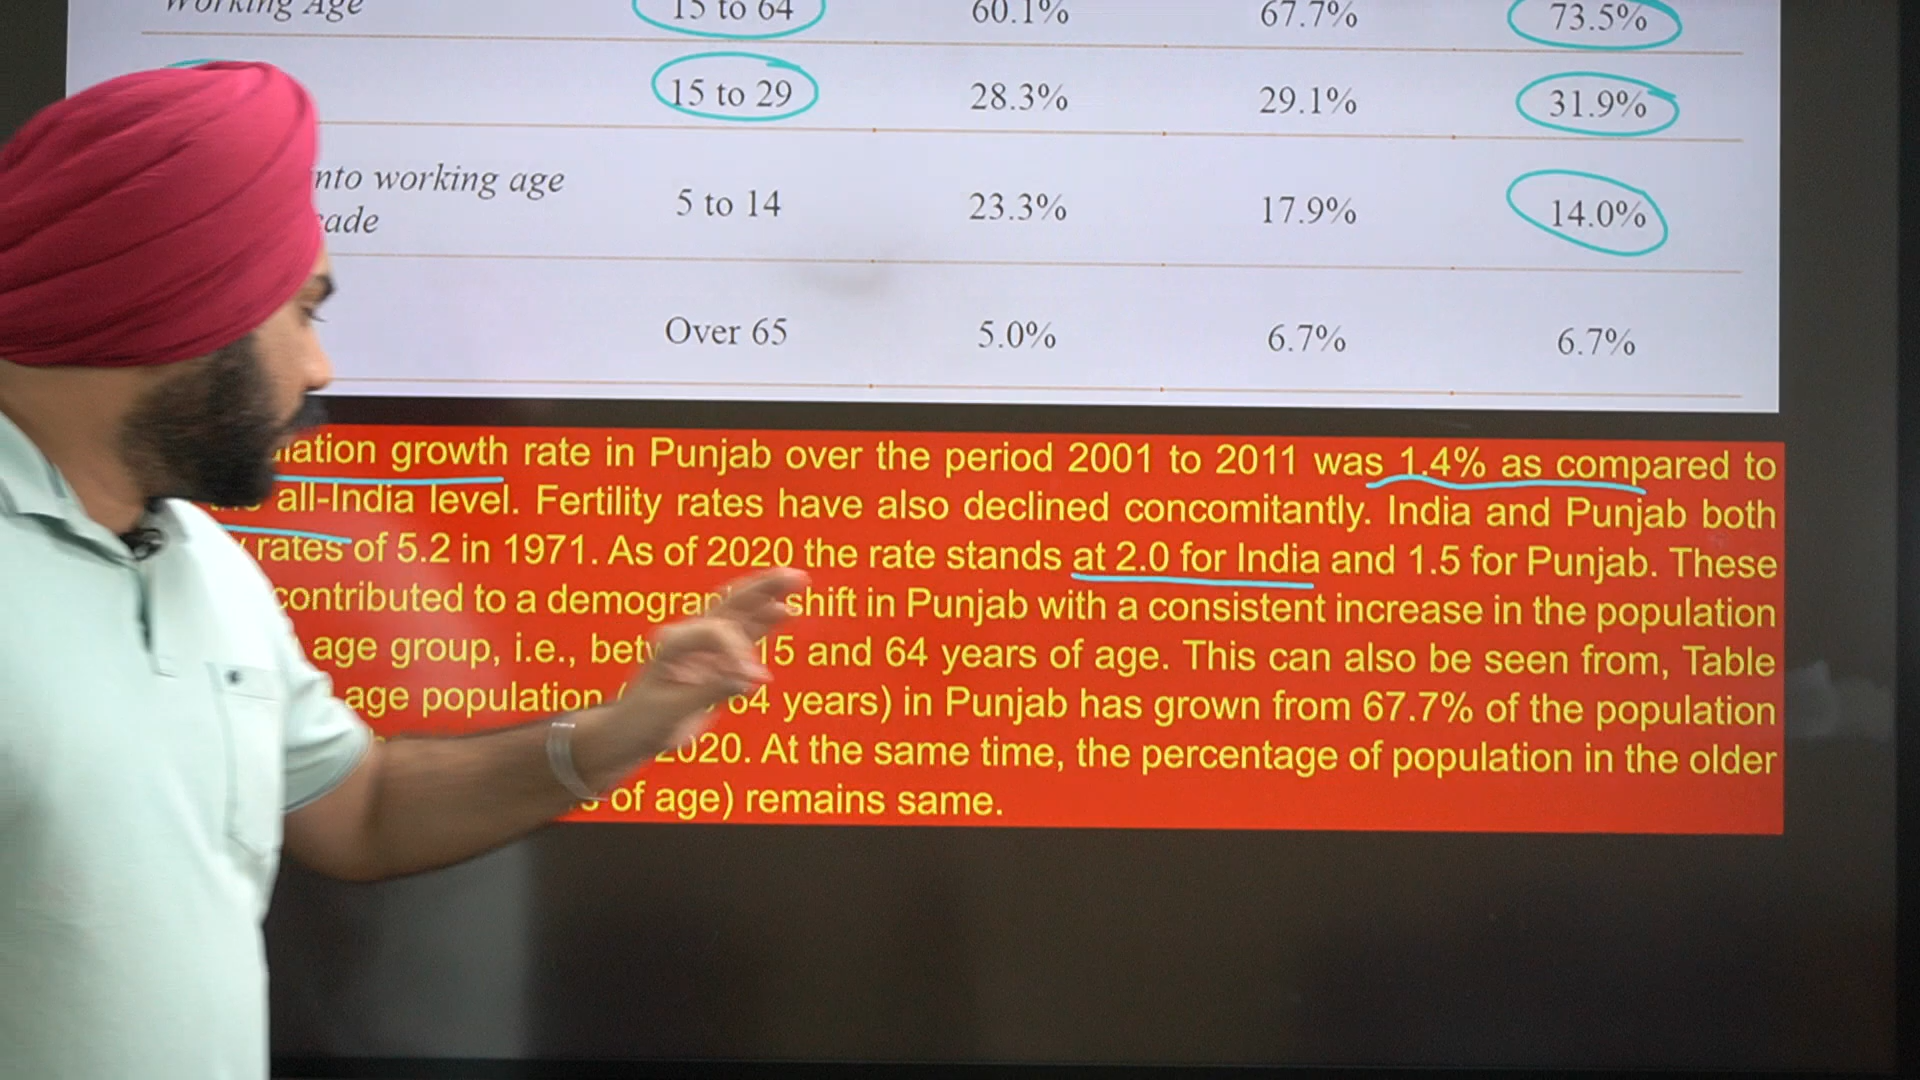 Working Age 15 to 64 60.1% 67.7% 73.5%
15 to 29 28.3% 29.1% 31.9%
into working age
5 to 14 23.3% 17.9% 14.0%
Over 65 5.0% 6.7% 6.7%
growth rate in Punjab over the period 2001 to 2011 was 1.4% as compared to
all-India level. Fertility rates have also declined concomitantly. India and Punjab both
rates of 5.2 in 1971. As of 2020 the rate stands at 2.0 for India and 1.5 for Punjab. These
contributed to a shift in Punjab with a consistent increase in the population
age group, i.e., 15 and 64 years of age. This can also be seen from, Table
age population 64 years) in Punjab has grown from 67.7% of the population
2020. At the same time, the percentage of population in the older
of age) remains same.